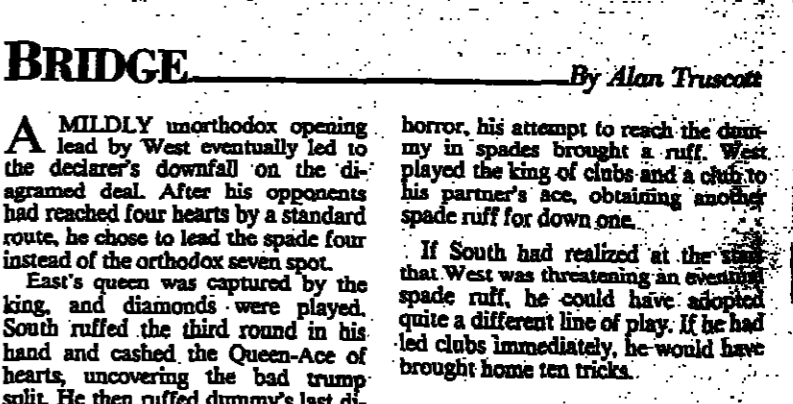 BRIDGE
By Alan Truscott
A MILDLY unorthodox opening
lead by West eventually led to
the declarer's downfall on the di-
agramed deal. After his opponents
had reached four hearts by a standard
route, he chose to lead the spade four
instead of the orthodox seven spot.
East's queen was captured by the
king, and diamonds were played.
South ruffed the third round in his
hand and cashed the Queen-Ace of
hearts, uncovering the bad trump
split. He then ruffed dummy's last di-
horror, his attempt to reach the dum-
my in spades brought a ruff. West
played the king of clubs and a club to
his partner's ace, obtaining another
spade ruff for down one.
If South had realized at the start
that West was threatening an eventual
spade ruff, he could have adopted
quite a different line of play. If he had
led clubs immediately, he would have
brought home ten tricks.